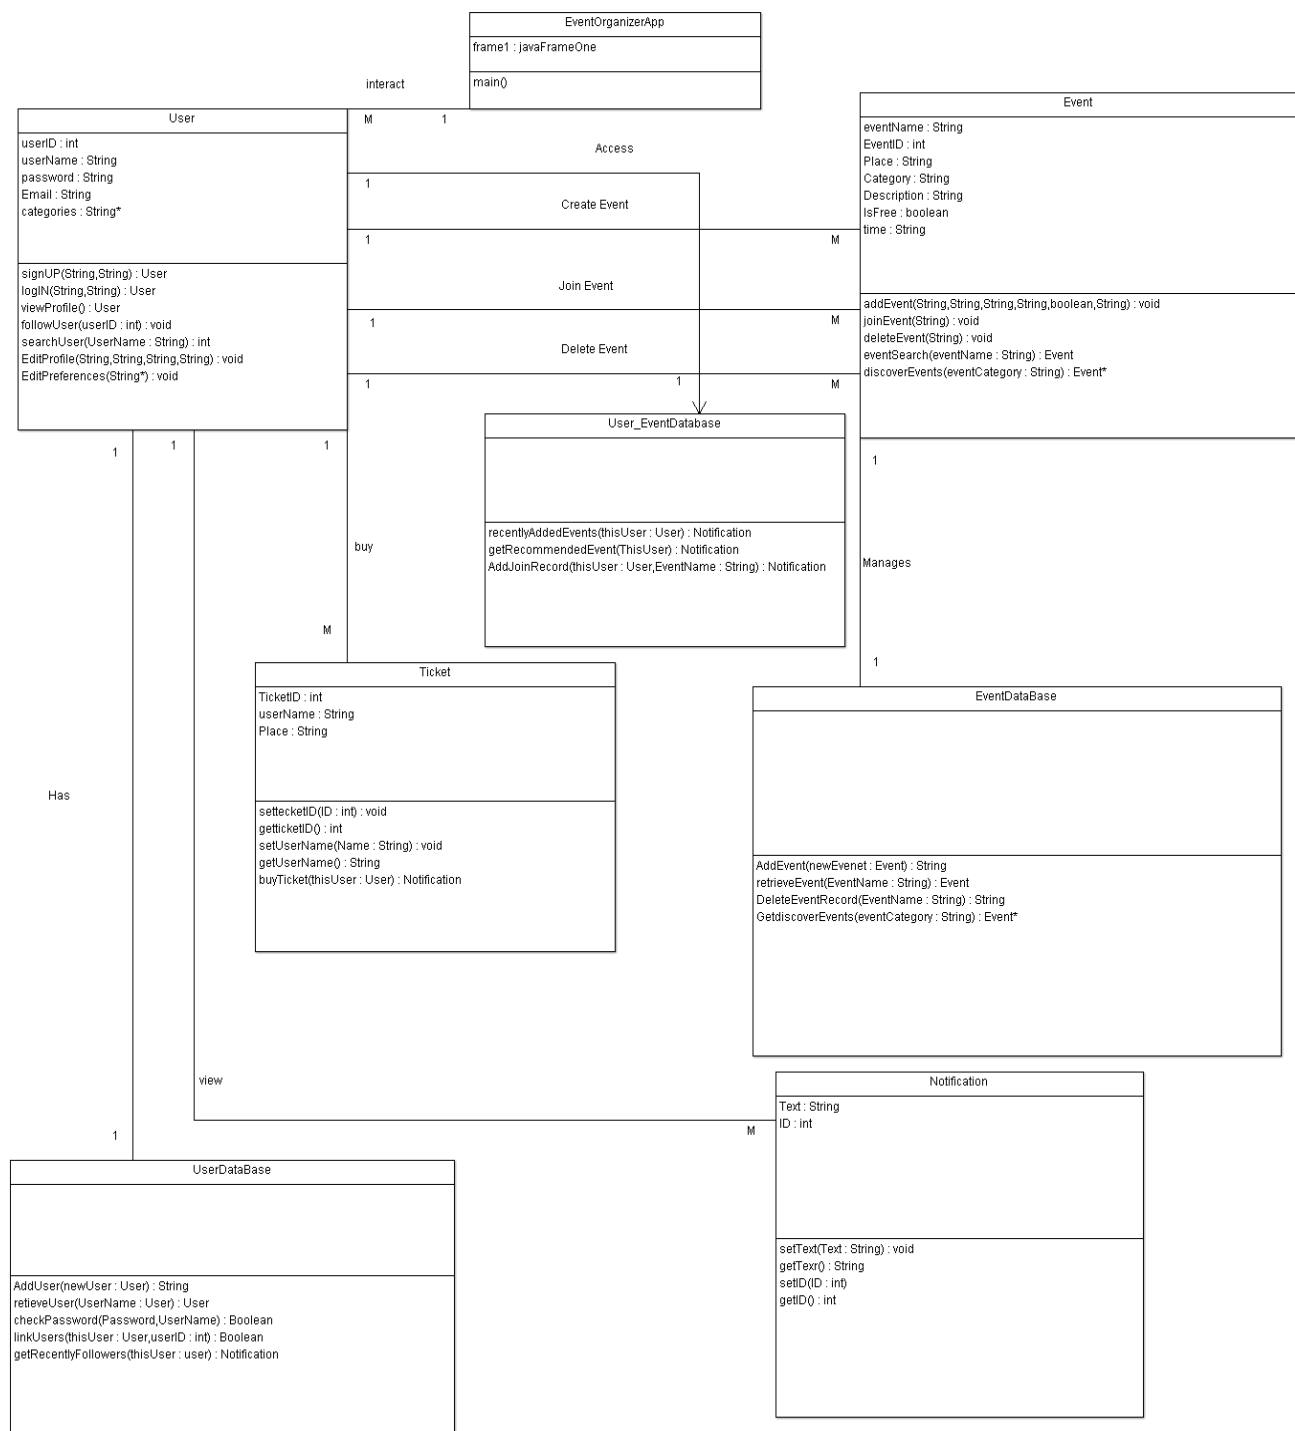 EventOrganizerApp
frame1 : javaFrameOne
main()
interact
M
1
User
userID : int
userName : String
password : String
Email : String
categories : String*
signUP(String,String) : User
logIN(String,String) : User
viewProfile() : User
followUser(userID : int) : void
searchUser(UserName : String) : int
EditProfile(String,String,String,String) : void
EditPreferences(String*) : void
Access
1
1
Create Event
1
M
Join Event
1
M
Delete Event
1
M
Event
eventName : String
EventID : int
Place : String
Category : String
Description : String
IsFree : boolean
time : String
addEvent(String,String,String,String,boolean,String) : void
joinEvent(String) : void
deleteEvent(String) : void
eventSearch(eventName : String) : Event
discoverEvents(eventCategory : String) : Event*
User_EventDatabase
recentlyAddedEvents(thisUser : User) : Notification
getRecommendedEvent(ThisUser) : Notification
AddJoinRecord(thisUser : User,EventName : String) : Notification
1
1
1
buy
M
1
Manages
1
Ticket
TicketID : int
userName : String
Place : String
settecketID(ID : int) : void
getticketID() : int
setUserName(Name : String) : void
getUserName() : String
buyTicket(thisUser : User) : Notification
EventDataBase
AddEvent(newEvenet : Event) : String
retrieveEvent(EventName : String) : Event
DeleteEventRecord(EventName : String) : String
GetdiscoverEvents(eventCategory : String) : Event*
Has
view
M
1
Notification
Text : String
ID : int
setText(Text : String) : void
getTexr() : String
setID(ID : int)
getID() : int
UserDataBase
AddUser(newUser : User) : String
retieveUser(UserName : User) : User
checkPassword(Password,UserName) : Boolean
linkUsers(thisUser : User,userID : int) : Boolean
getRecentlyFollowers(thisUser : user) : Notification